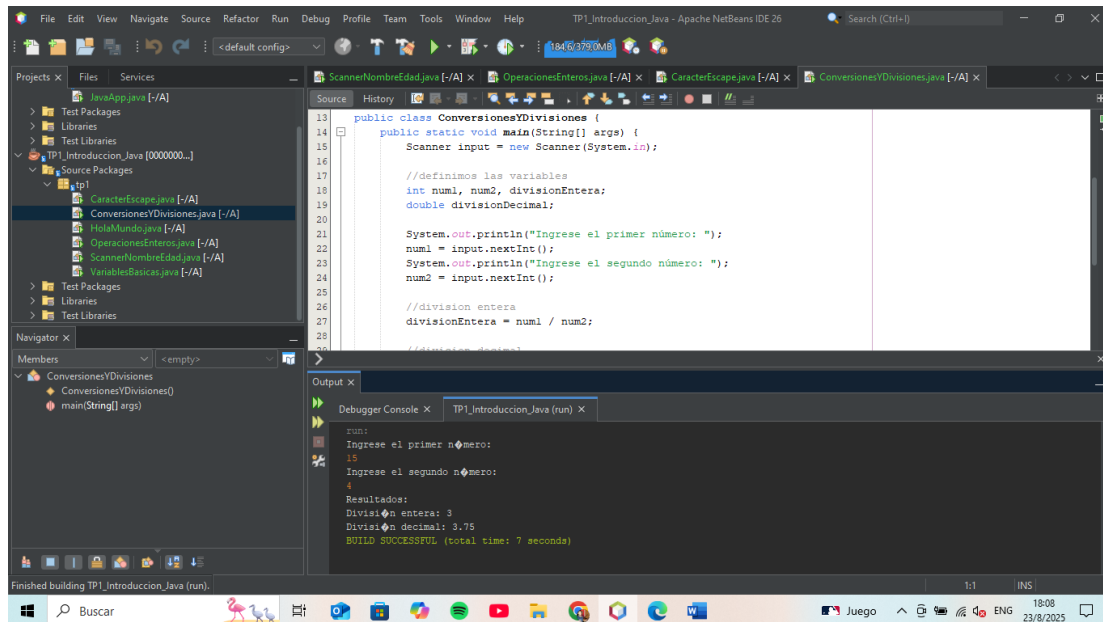 File Edit View Navigate Source Refactor Run Debug Profile Team Tools Window Help TP1_Introduccion_Java - Apache NetBeans IDE 26 Search (Ctrl+I)
<default config> 184,6/379,0MB
Projects Files Services
JavaApp.java [-/A]
Test Packages
Libraries
Test Libraries
TP1_Introduccion_Java [0000000...]
Source Packages
tp1
CaracterEscape.java [-/A]
ConversionesYDivisiones.java [-/A]
HolaMundo.java [-/A]
OperacionesEnteros.java [-/A]
ScannerNombreEdad.java [-/A]
VariablesBasicas.java [-/A]
Test Packages
Libraries
Test Libraries
Navigator
Members <empty>
ConversionesYDivisiones
ConversionesYDivisiones()
main(String[] args)
ScannerNombreEdad.java [-/A] OperacionesEnteros.java [-/A] CaracterEscape.java [-/A] ConversionesYDivisiones.java [-/A]
Source History
13 public class ConversionesYDivisiones {
14 public static void main(String[] args) {
15 Scanner input = new Scanner(System.in);
16
17 //definimos las variables
18 int num1, num2, divisionEntera;
19 double divisionDecimal;
20
21 System.out.println("Ingrese el primer número: ");
22 num1 = input.nextInt();
23 System.out.println("Ingrese el segundo número: ");
24 num2 = input.nextInt();
25
26 //division entera
27 divisionEntera = num1 / num2;
28
29 //division decimal
Output
Debugger Console TP1_Introduccion_Java (run)
run:
Ingrese el primer n�mero:
15
Ingrese el segundo n�mero:
4
Resultados:
Divisi�n entera: 3
Divisi�n decimal: 3.75
BUILD SUCCESSFUL (total time: 7 seconds)
Finished building TP1_Introduccion_Java (run). 1:1 INS
Buscar Juego ENG 18:08
23/8/2025